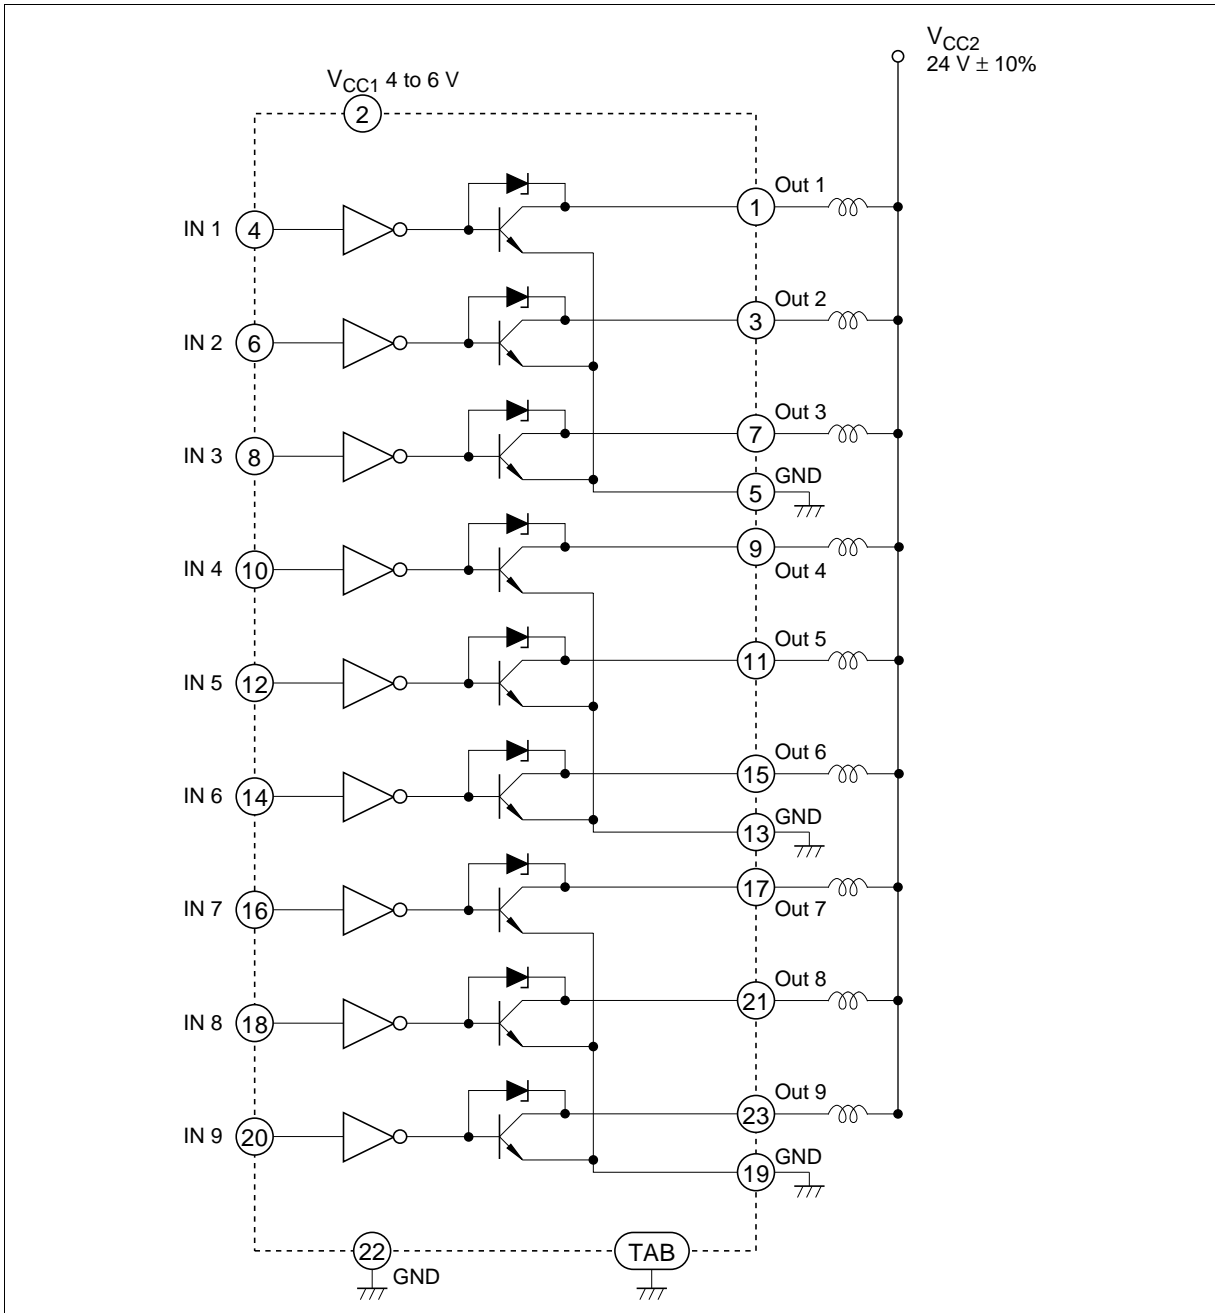 V_CC2
24 V ± 10%
V_CC1 4 to 6 V
2
Out 1
1
IN 1
4
Out 2
3
IN 2
6
Out 3
7
IN 3
8
GND
5
9
IN 4
10
Out 4
Out 5
11
IN 5
12
Out 6
15
IN 6
14
GND
13
17
IN 7
16
Out 7
Out 8
21
IN 8
18
Out 9
23
IN 9
20
GND
19
22
GND
TAB